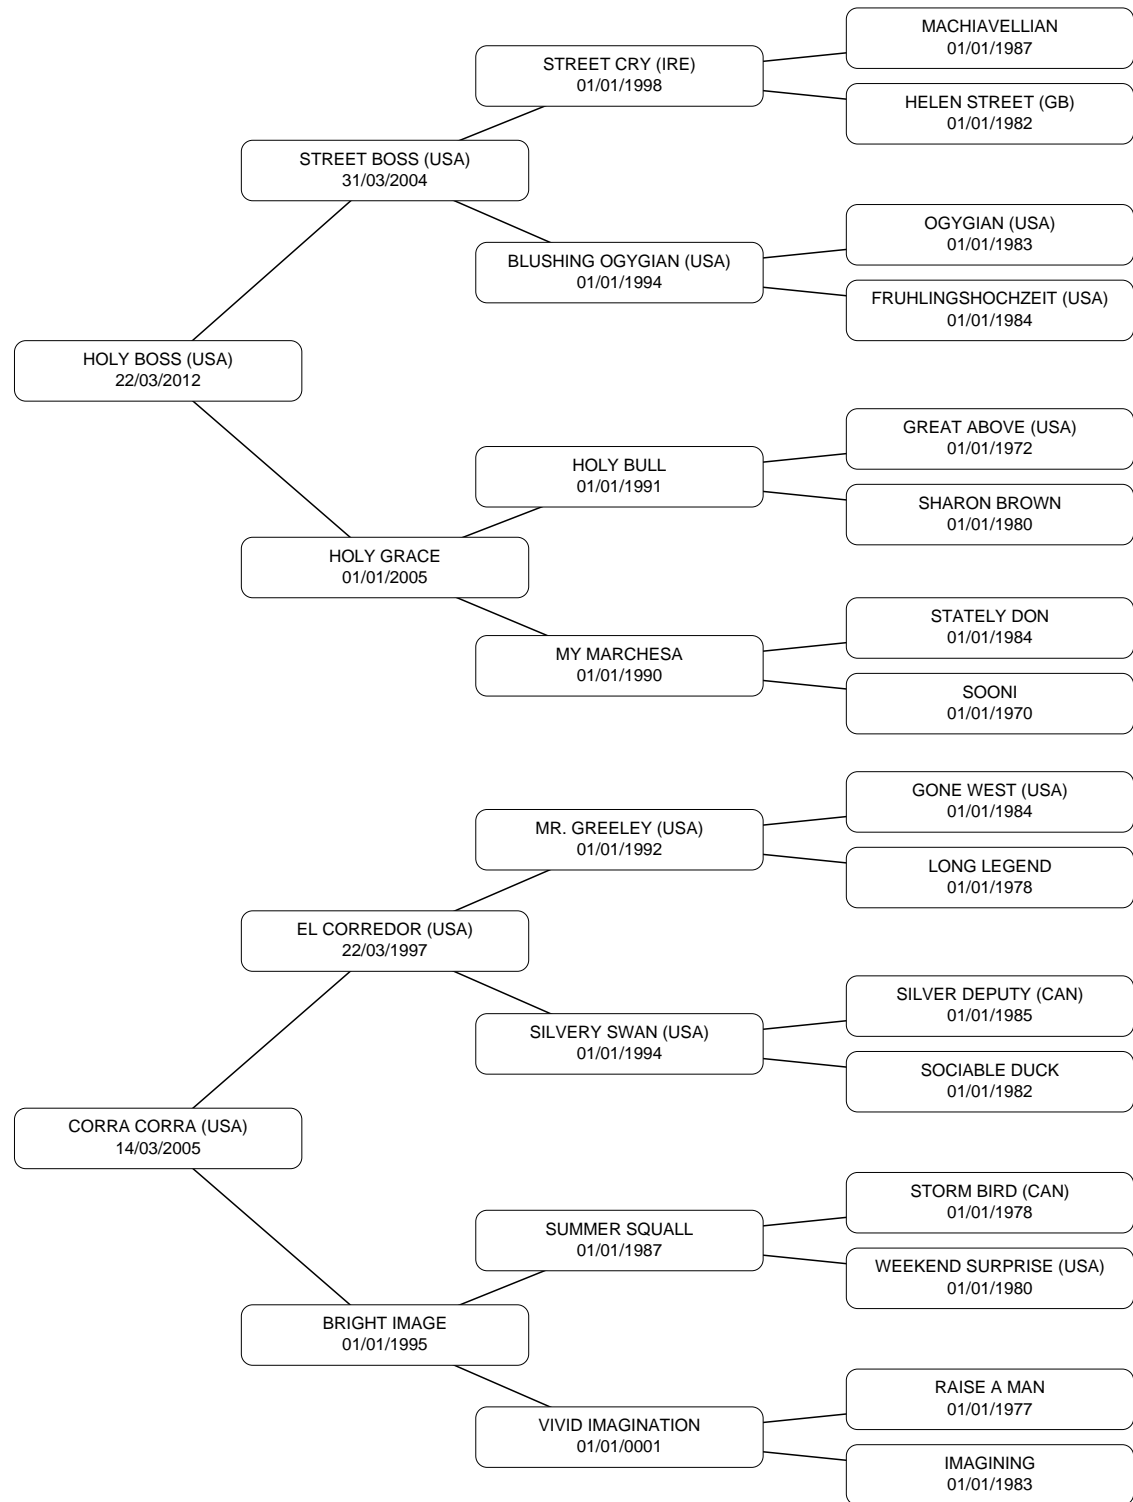 MACHIAVELLIAN
01/01/1987
STREET CRY (IRE)
01/01/1998
HELEN STREET (GB)
01/01/1982
STREET BOSS (USA)
31/03/2004
OGYGIAN (USA)
01/01/1983
BLUSHING OGYGIAN (USA)
01/01/1994
FRUHLINGSHOCHZEIT (USA)
01/01/1984
HOLY BOSS (USA)
22/03/2012
GREAT ABOVE (USA)
01/01/1972
HOLY BULL
01/01/1991
SHARON BROWN
01/01/1980
HOLY GRACE
01/01/2005
STATELY DON
01/01/1984
MY MARCHESA
01/01/1990
SOONI
01/01/1970
GONE WEST (USA)
01/01/1984
MR. GREELEY (USA)
01/01/1992
LONG LEGEND
01/01/1978
EL CORREDOR (USA)
22/03/1997
SILVER DEPUTY (CAN)
01/01/1985
SILVERY SWAN (USA)
01/01/1994
SOCIABLE DUCK
01/01/1982
CORRA CORRA (USA)
14/03/2005
STORM BIRD (CAN)
01/01/1978
SUMMER SQUALL
01/01/1987
WEEKEND SURPRISE (USA)
01/01/1980
BRIGHT IMAGE
01/01/1995
RAISE A MAN
01/01/1977
VIVID IMAGINATION
01/01/0001
IMAGINING
01/01/1983